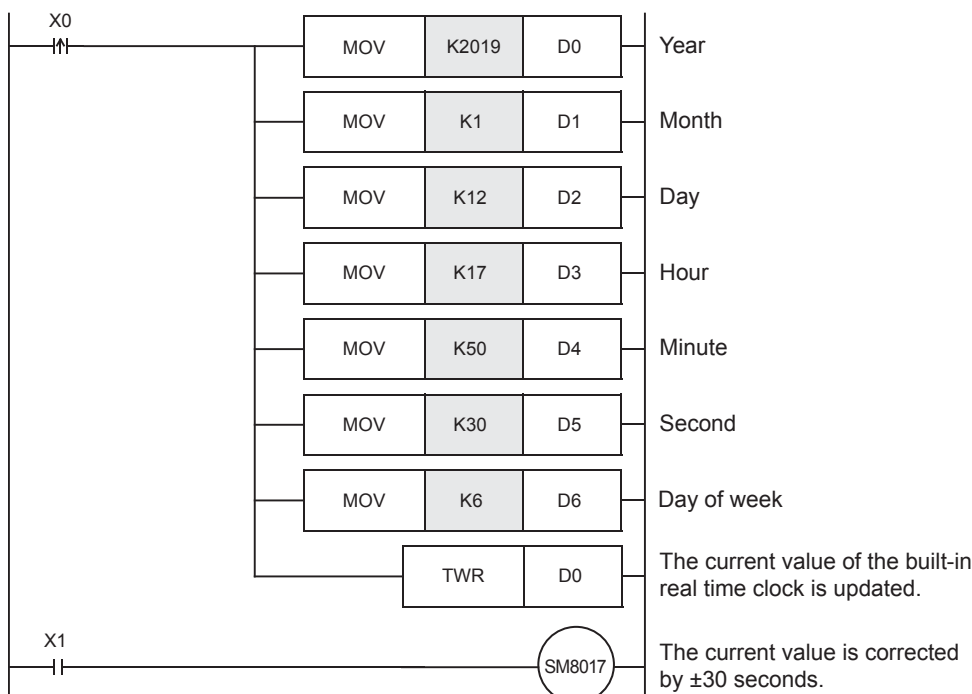 X0
MOV K2019 D0 Year
MOV K1 D1 Month
MOV K12 D2 Day
MOV K17 D3 Hour
MOV K50 D4 Minute
MOV K30 D5 Second
MOV K6 D6 Day of week
TWR D0 The current value of the built-in
real time clock is updated.
X1
SM8017 The current value is corrected
by ±30 seconds.